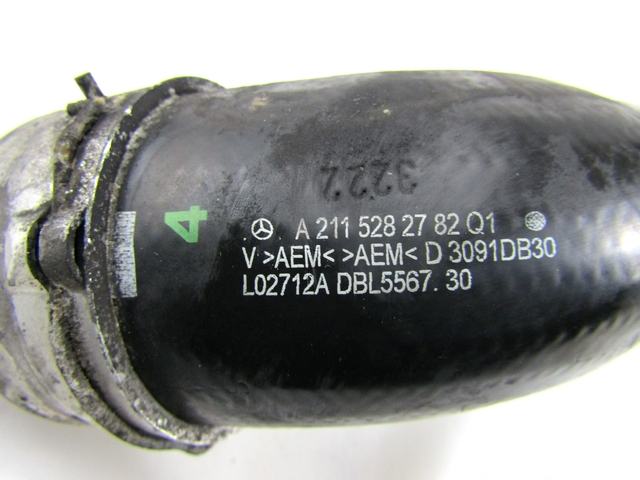 3222
4
A 211 528 27 82 Q1
V >AEM< >AEM< D 3091DB30
L02712A DBL5567. 30